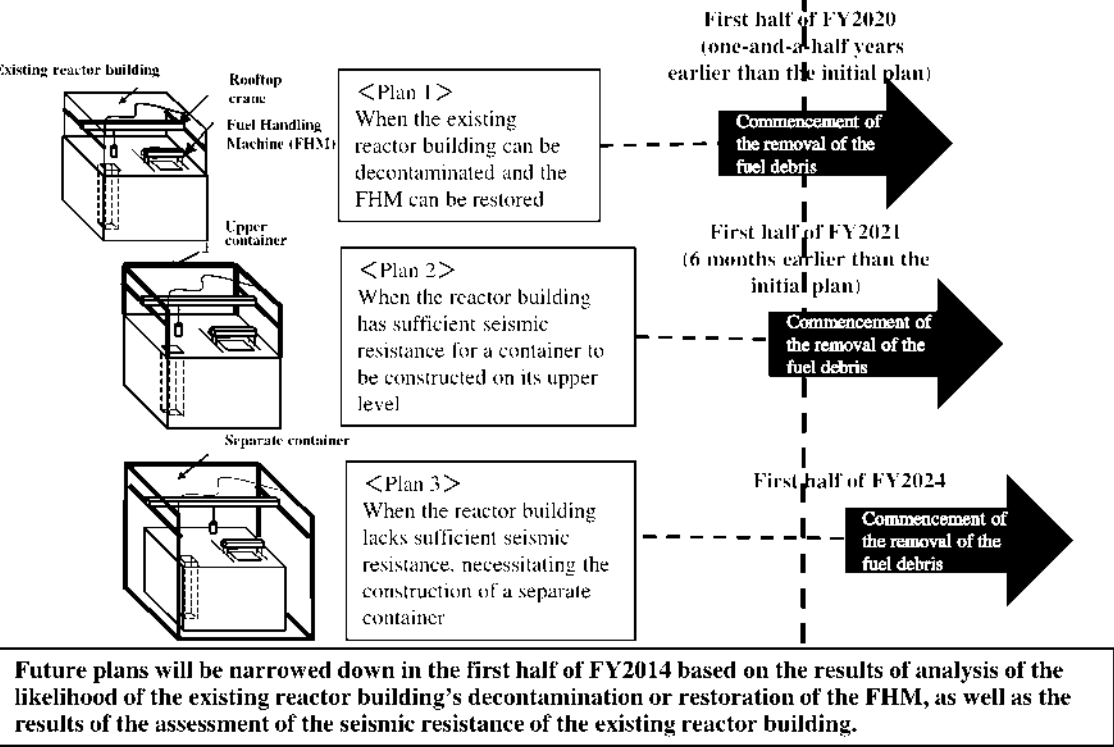 First half of FY2020
(one-and-a-half years
earlier than the initial plan)
Existing reactor building
Rooftop
crane
Fuel Handling
Machine (FHM)
<Plan 1>
When the existing
reactor building can be
decontaminated and the
FHM can be restored
Commencement of
the removal of the
fuel debris
Upper
container
<Plan 2>
When the reactor building
has sufficient seismic
resistance for a container to
be constructed on its upper
level
First half of FY2021
(6 months earlier than the
initial plan)
Commencement of
the removal of the
fuel debris
Separate container
<Plan 3>
When the reactor building
lacks sufficient seismic
resistance, necessitating the
construction of a separate
container
First half of FY2024
Commencement of
the removal of the
fuel debris
Future plans will be narrowed down in the first half of FY2014 based on the results of analysis of the
likelihood of the existing reactor building's decontamination or restoration of the FHM, as well as the
results of the assessment of the seismic resistance of the existing reactor building.